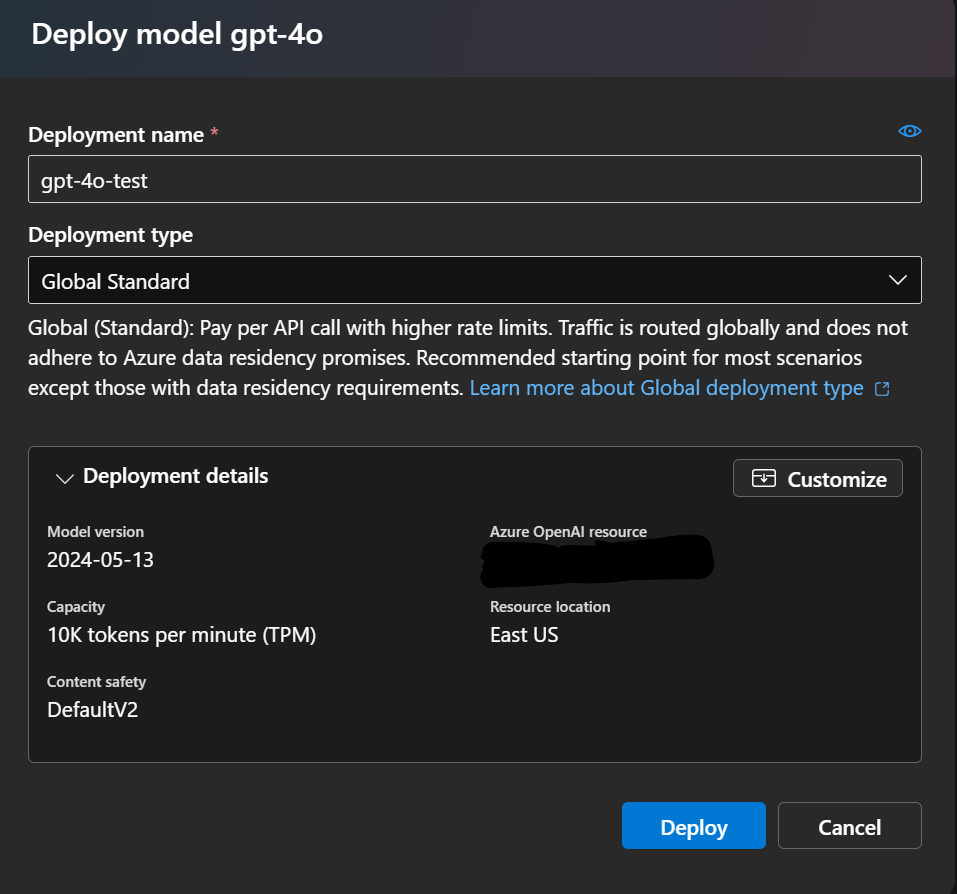 Deploy model gpt-4o
Deployment name *
gpt-4o-test
Deployment type
Global Standard
Global (Standard): Pay per API call with higher rate limits. Traffic is routed globally and does not
adhere to Azure data residency promises. Recommended starting point for most scenarios
except those with data residency requirements. Learn more about Global deployment type
Deployment details
Customize
Model version
2024-05-13
Azure OpenAI resource
Capacity
10K tokens per minute (TPM)
Resource location
East US
Content safety
DefaultV2
Deploy
Cancel